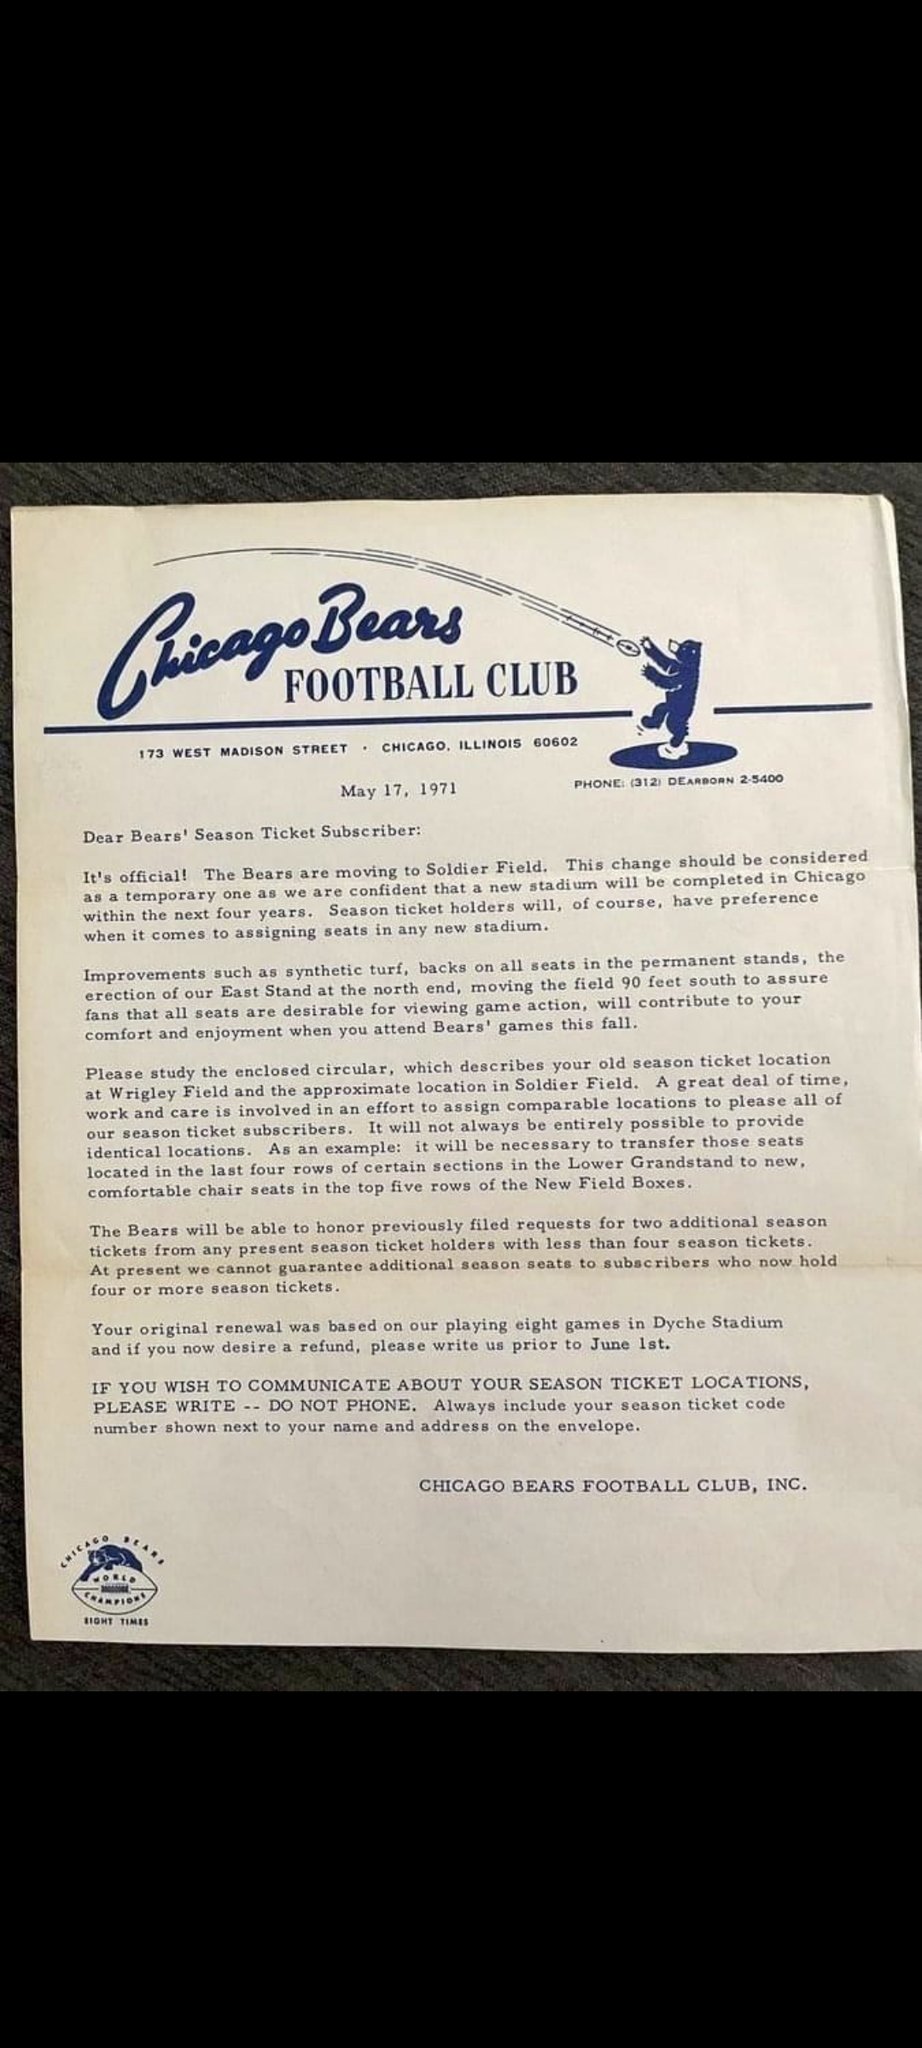 Chicago Bears
FOOTBALL CLUB
173 WEST MADISON STREET · CHICAGO, ILLINOIS 60602
PHONE: (312) DEARBORN 2-5400
May 17, 1971
Dear Bears' Season Ticket Subscriber:
It's official! The Bears are moving to Soldier Field. This change should be considered
as a temporary one as we are confident that a new stadium will be completed in Chicago
within the next four years. Season ticket holders will, of course, have preference
when it comes to assigning seats in any new stadium.
Improvements such as synthetic turf, backs on all seats in the permanent stands, the
erection of our East Stand at the north end, moving the field 90 feet south to assure
fans that all seats are desirable for viewing game action, will contribute to your
comfort and enjoyment when you attend Bears' games this fall.
Please study the enclosed circular, which describes your old season ticket location
at Wrigley Field and the approximate location in Soldier Field. A great deal of time,
work and care is involved in an effort to assign comparable locations to please all of
our season ticket subscribers. It will not always be entirely possible to provide
identical locations. As an example: it will be necessary to transfer those seats
located in the last four rows of certain sections in the Lower Grandstand to new,
comfortable chair seats in the top five rows of the New Field Boxes.
The Bears will be able to honor previously filed requests for two additional season
tickets from any present season ticket holders with less than four season tickets.
At present we cannot guarantee additional season seats to subscribers who now hold
four or more season tickets.
Your original renewal was based on our playing eight games in Dyche Stadium
and if you now desire a refund, please write us prior to June 1st.
IF YOU WISH TO COMMUNICATE ABOUT YOUR SEASON TICKET LOCATIONS,
PLEASE WRITE -- DO NOT PHONE. Always include your season ticket code
number shown next to your name and address on the envelope.
CHICAGO BEARS FOOTBALL CLUB, INC.
CHICAGO BEARS
WORLD
CHAMPIONS
EIGHT TIMES